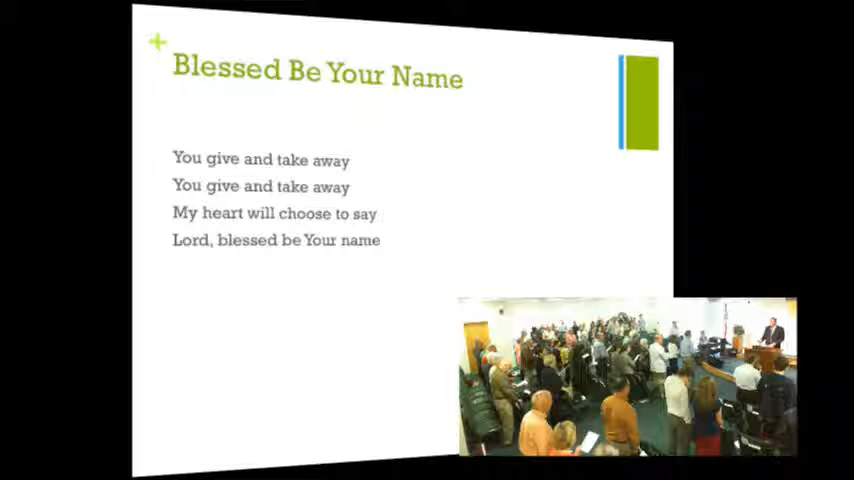 Blessed Be Your Name
You give and take away
You give and take away
My heart will choose to say
Lord, blessed be Your name